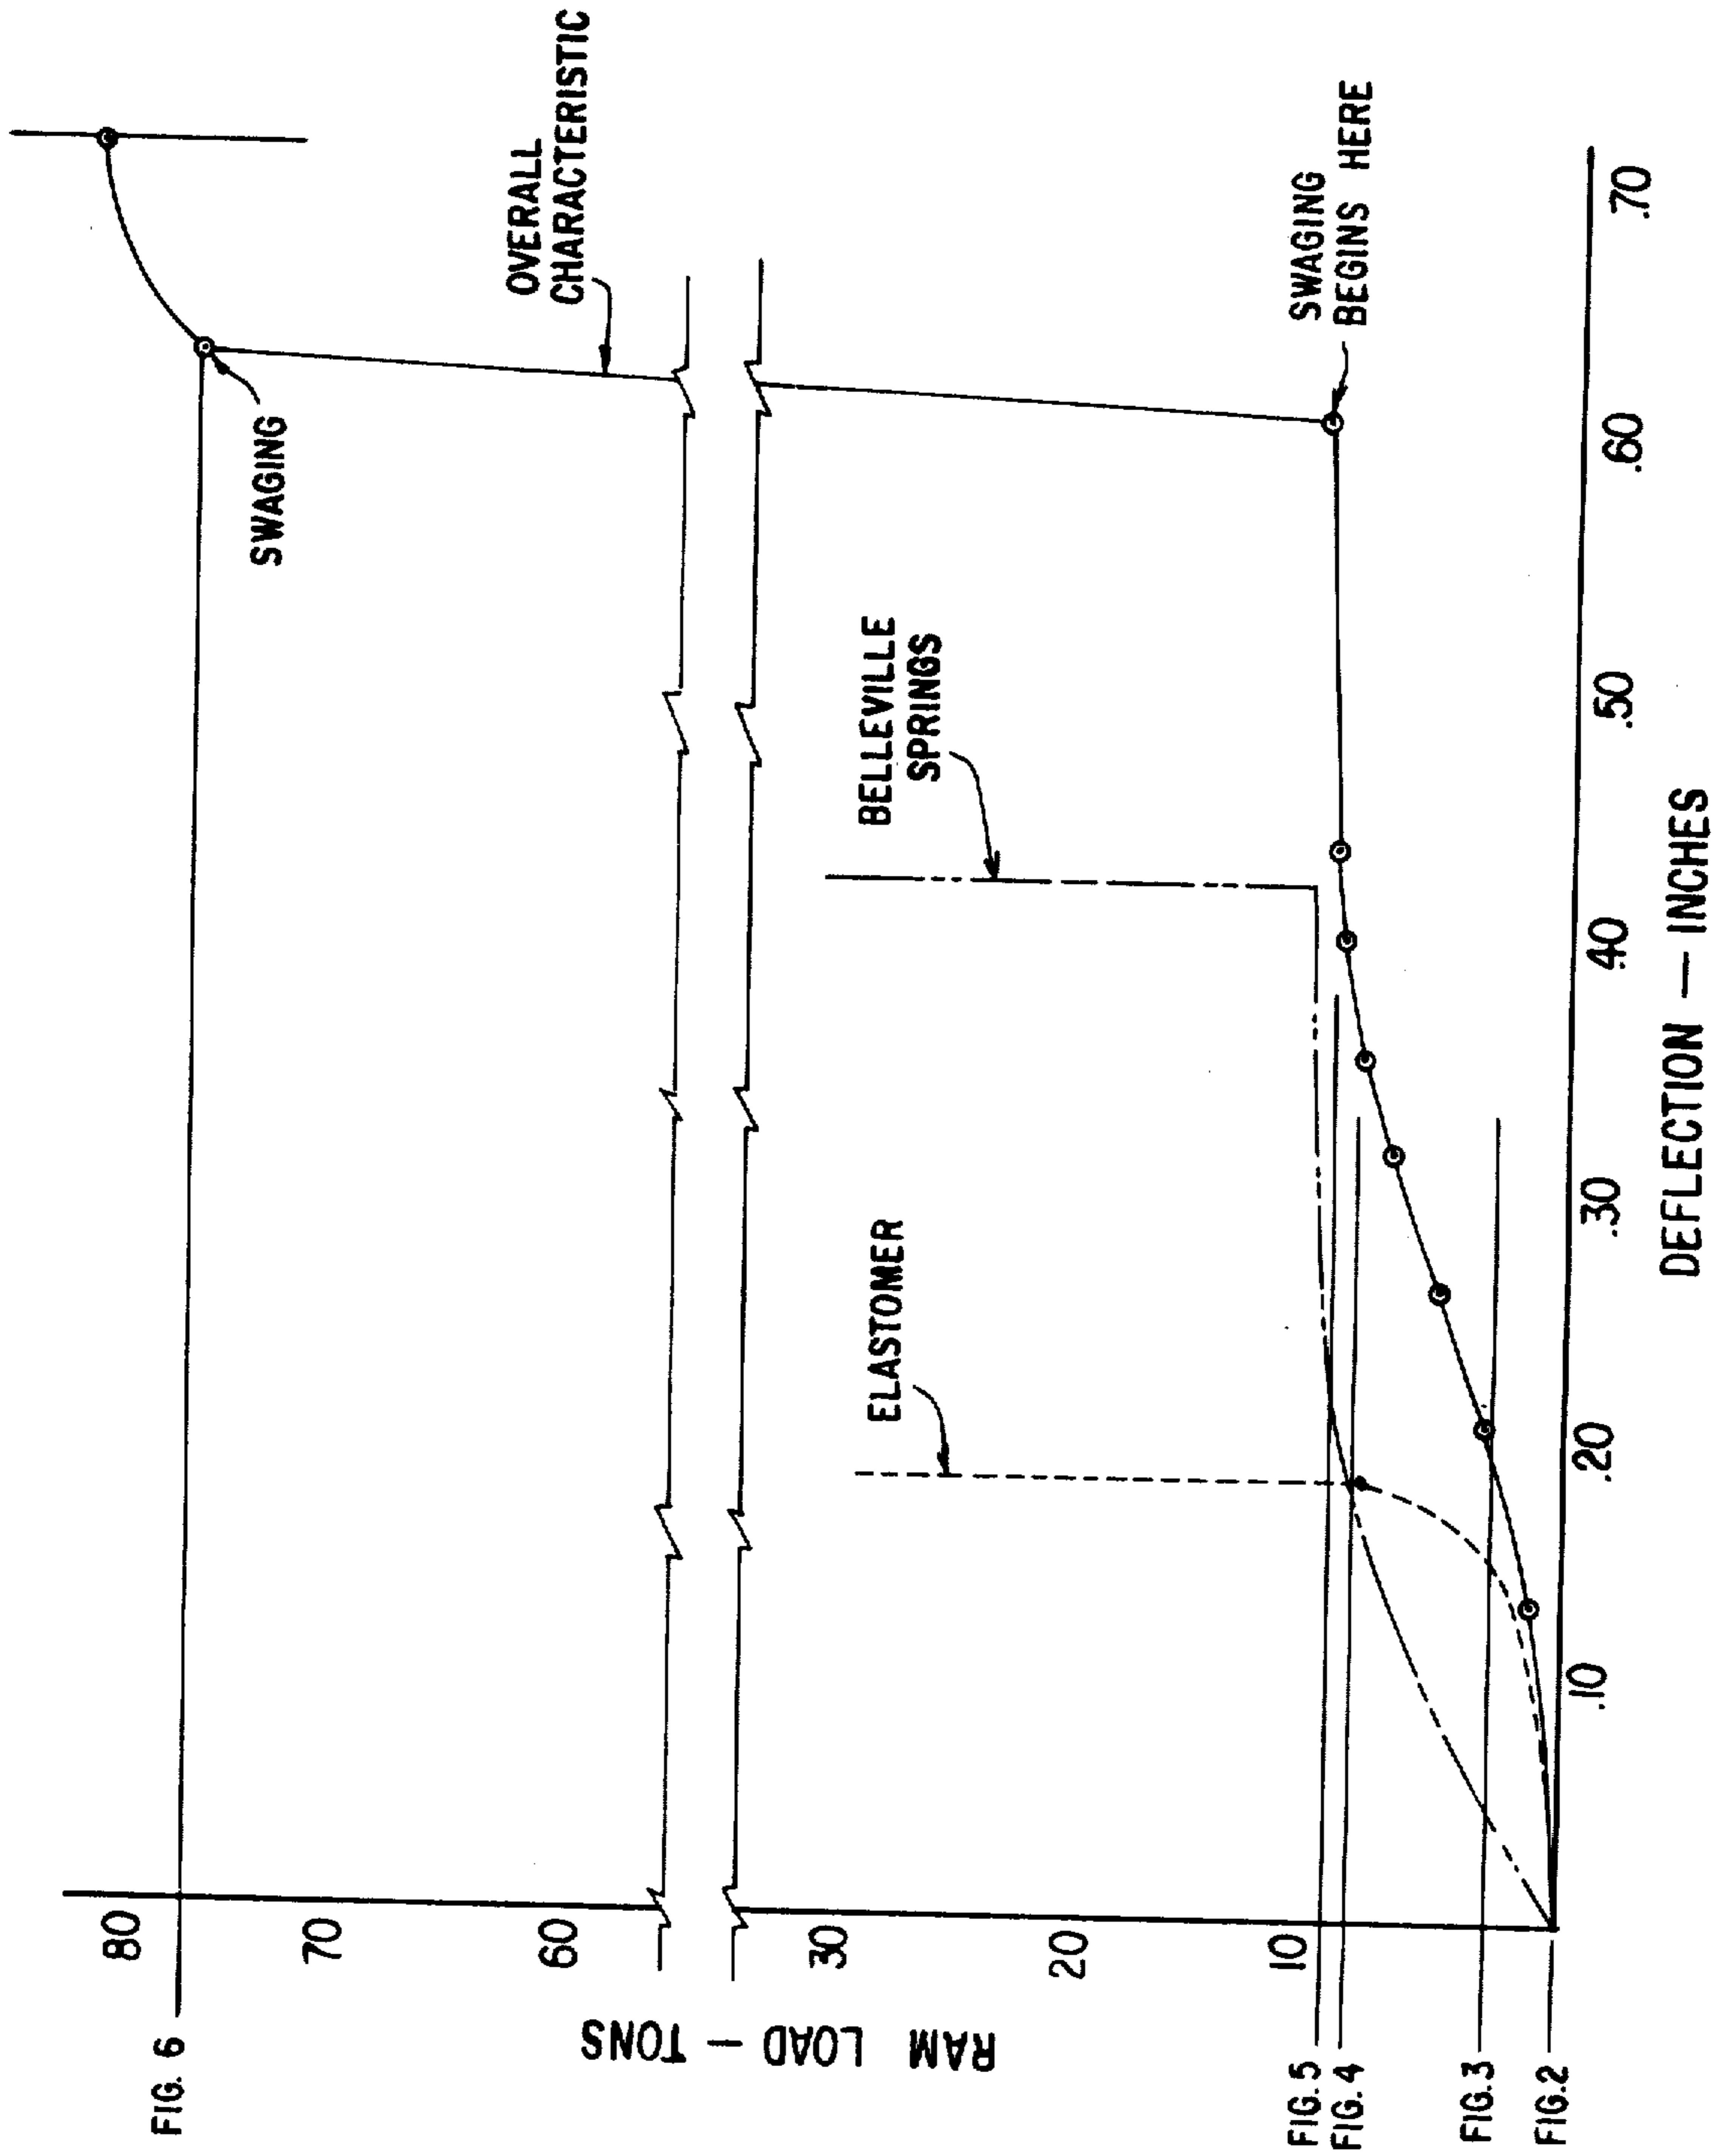 FIG. 6
80
70
60
30
20
10
RAM LOAD — TONS
FIG. 5
FIG. 4
FIG. 3
FIG. 2
SWAGING
OVERALL
CHARACTERISTIC
BELLEVILLE
SPRINGS
ELASTOMER
SWAGING
BEGINS HERE
.10
.20
.30
.40
.50
.60
.70
DEFLECTION — INCHES